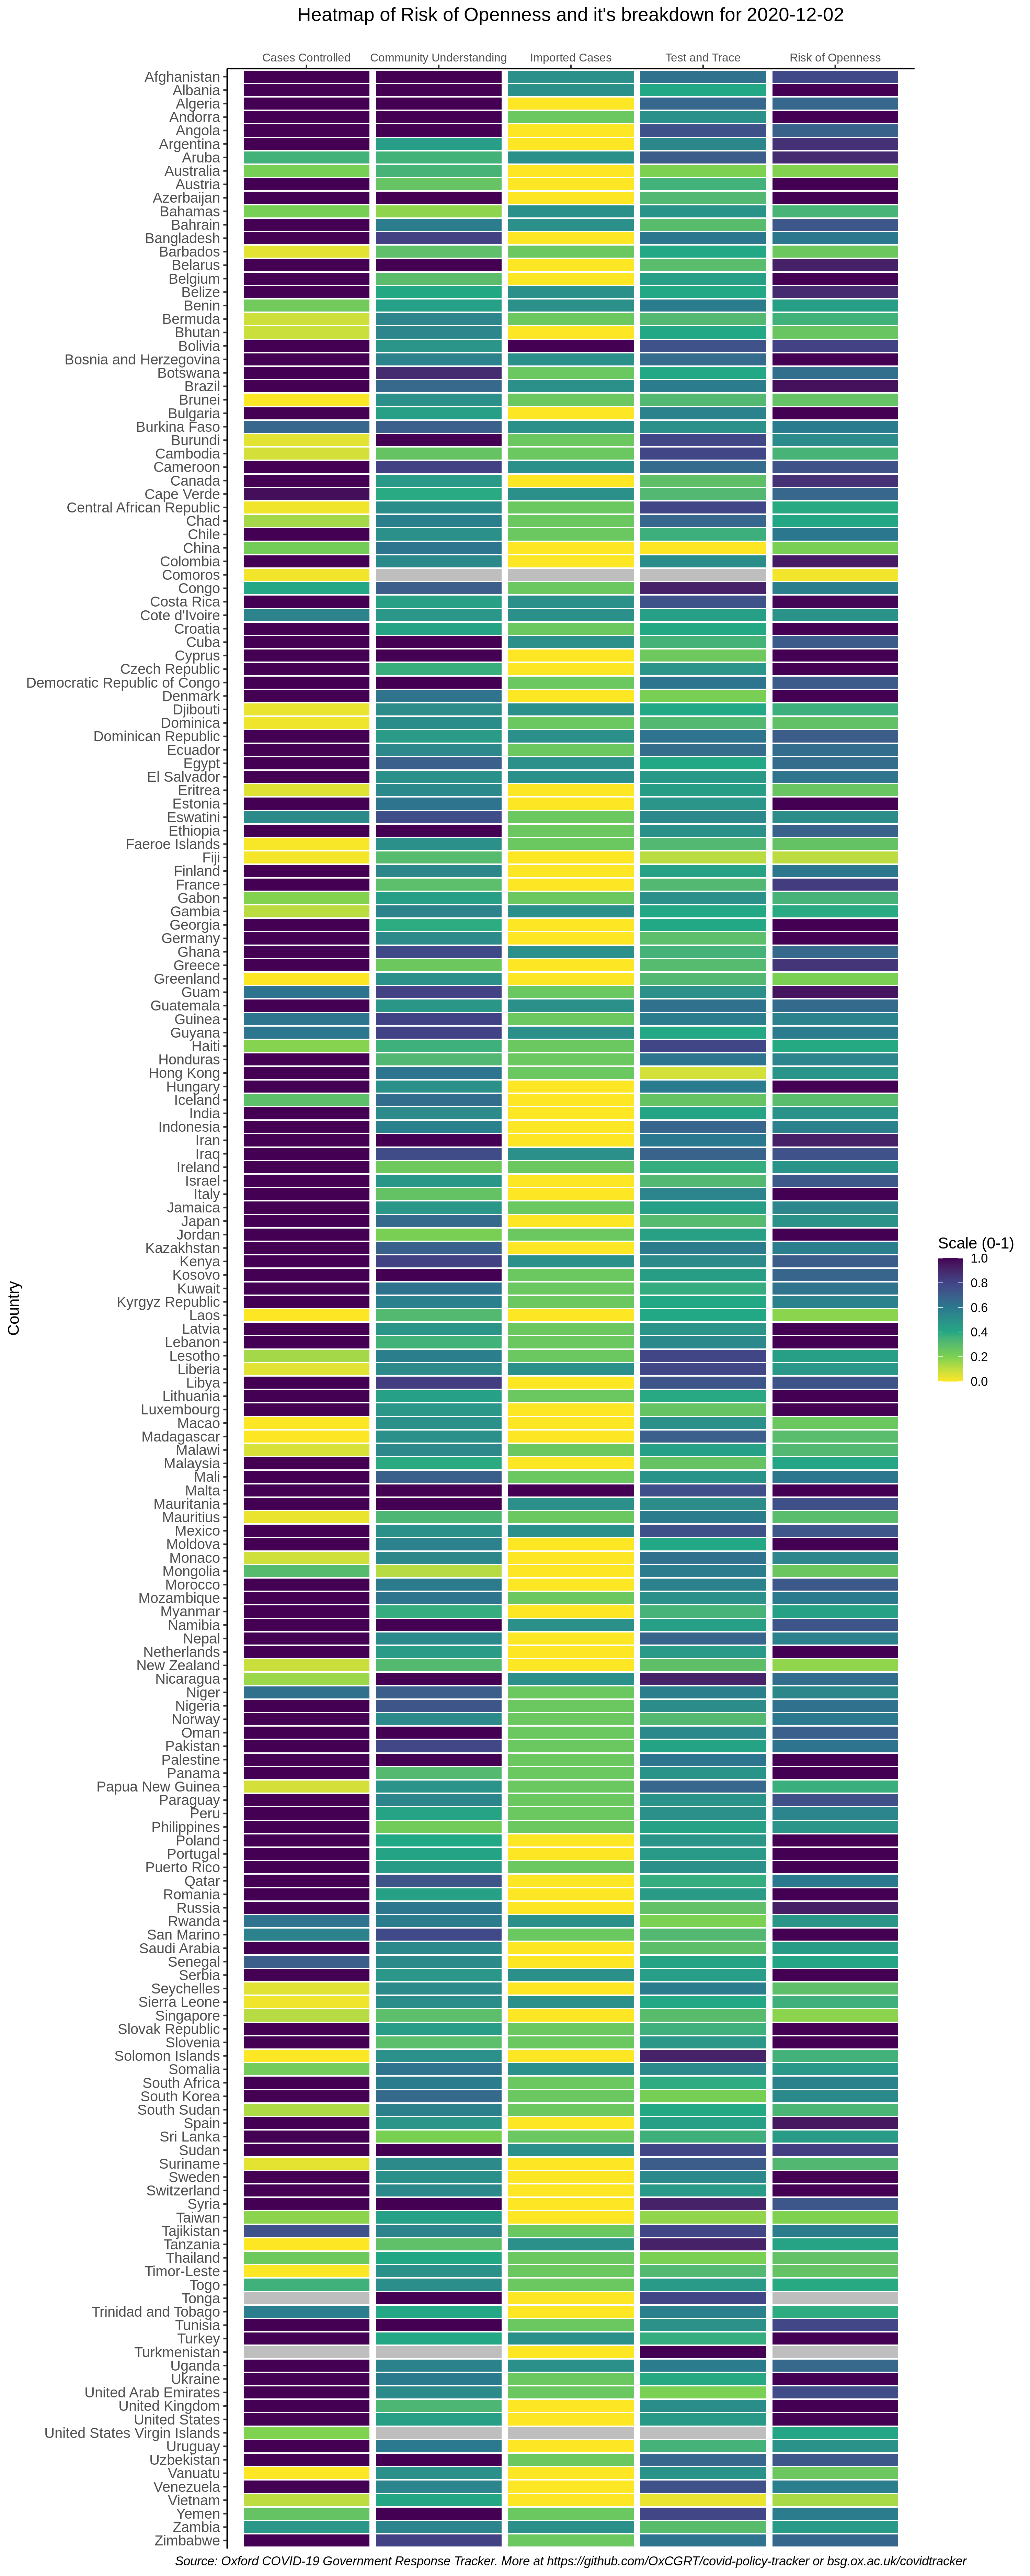 Heatmap of Risk of Openness and it's breakdown for 2020-12-02
Cases Controlled Community Understanding Imported Cases Test and Trace Risk of Openness
Afghanistan
Albania
Algeria
Andorra
Angola
Argentina
Aruba
Australia
Austria
Azerbaijan
Bahamas
Bahrain
Bangladesh
Barbados
Belarus
Belgium
Belize
Benin
Bermuda
Bhutan
Bolivia
Bosnia and Herzegovina
Botswana
Brazil
Brunei
Bulgaria
Burkina Faso
Burundi
Cambodia
Cameroon
Canada
Cape Verde
Central African Republic
Chad
Chile
China
Colombia
Comoros
Congo
Costa Rica
Cote d'Ivoire
Croatia
Cuba
Cyprus
Czech Republic
Democratic Republic of Congo
Denmark
Djibouti
Dominica
Dominican Republic
Ecuador
Egypt
El Salvador
Eritrea
Estonia
Eswatini
Ethiopia
Faeroe Islands
Fiji
Finland
France
Gabon
Gambia
Georgia
Germany
Ghana
Greece
Greenland
Guam
Guatemala
Guinea
Guyana
Haiti
Honduras
Hong Kong
Hungary
Iceland
India
Indonesia
Iran
Iraq
Ireland
Israel
Italy
Jamaica
Japan
Jordan
Kazakhstan
Kenya
Kosovo
Kuwait
Kyrgyz Republic
Laos
Latvia
Lebanon
Lesotho
Liberia
Libya
Lithuania
Luxembourg
Macao
Madagascar
Malawi
Malaysia
Mali
Malta
Mauritania
Mauritius
Mexico
Moldova
Monaco
Mongolia
Morocco
Mozambique
Myanmar
Namibia
Nepal
Netherlands
New Zealand
Nicaragua
Niger
Nigeria
Norway
Oman
Pakistan
Palestine
Panama
Papua New Guinea
Paraguay
Peru
Philippines
Poland
Portugal
Puerto Rico
Qatar
Romania
Russia
Rwanda
San Marino
Saudi Arabia
Senegal
Serbia
Seychelles
Sierra Leone
Singapore
Slovak Republic
Slovenia
Solomon Islands
Somalia
South Africa
South Korea
South Sudan
Spain
Sri Lanka
Sudan
Suriname
Sweden
Switzerland
Syria
Taiwan
Tajikistan
Tanzania
Thailand
Timor-Leste
Togo
Tonga
Trinidad and Tobago
Tunisia
Turkey
Turkmenistan
Uganda
Ukraine
United Arab Emirates
United Kingdom
United States
United States Virgin Islands
Uruguay
Uzbekistan
Vanuatu
Venezuela
Vietnam
Yemen
Zambia
Zimbabwe
Country
Scale (0-1)
1.0
0.8
0.6
0.4
0.2
0.0
Source: Oxford COVID-19 Government Response Tracker. More at https://github.com/OxCGRT/covid-policy-tracker or bsg.ox.ac.uk/covidtracker